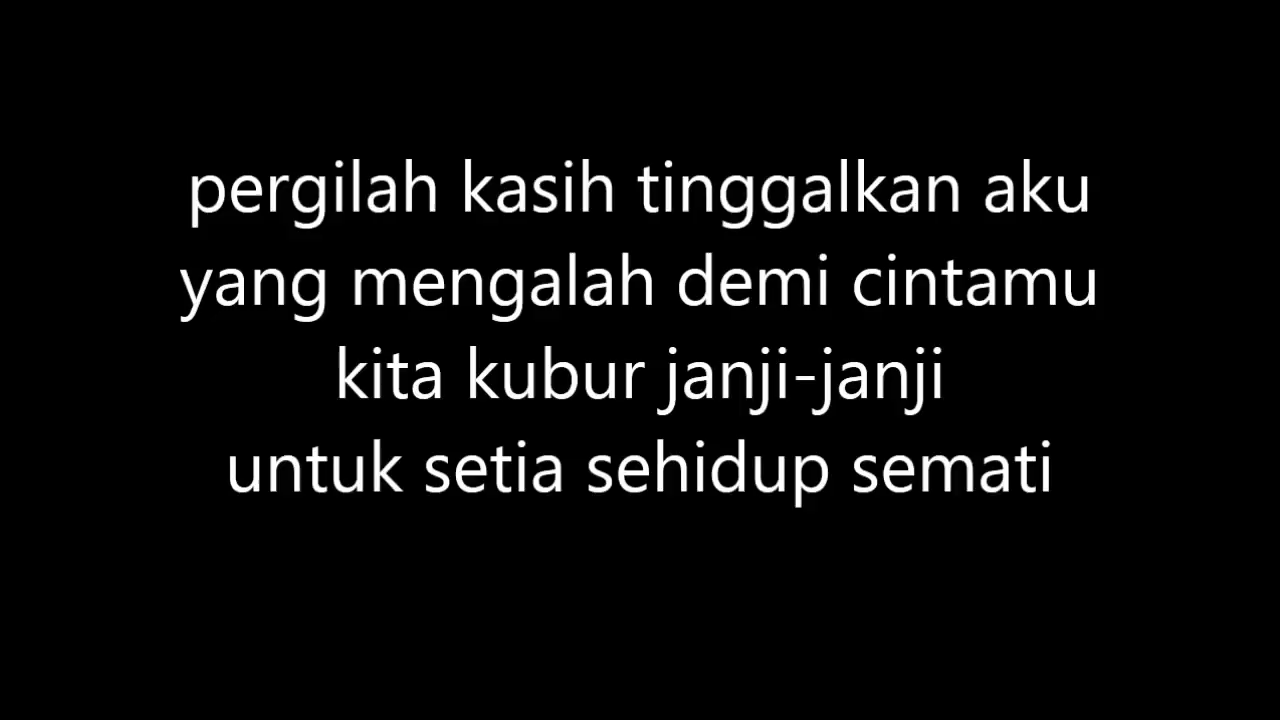 pergilah kasih tinggalkan aku
yang mengalah demi cintamu
kita kubur janji-janji
untuk setia sehidup semati